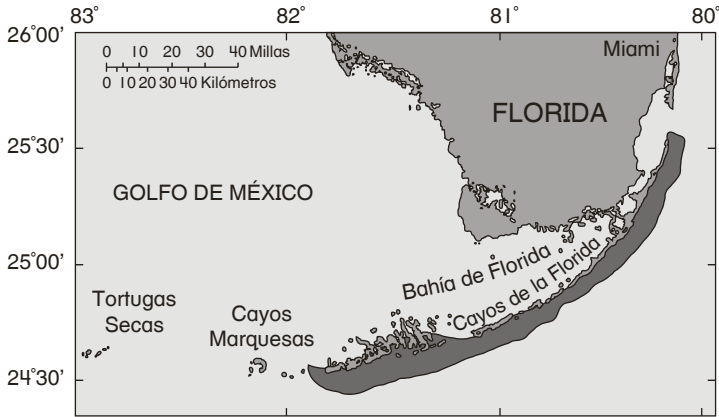 83˚ 82˚ 81˚ 80˚
26˚00’
0 10 20 30 40 Millas
0 10 20 30 40 Kilómetros
Miami
FLORIDA
25˚30’
GOLFO DE MÉXICO
25˚00’
Bahía de Florida
Cayos de la Florida
Tortugas
Secas
Cayos
Marquesas
24˚30’